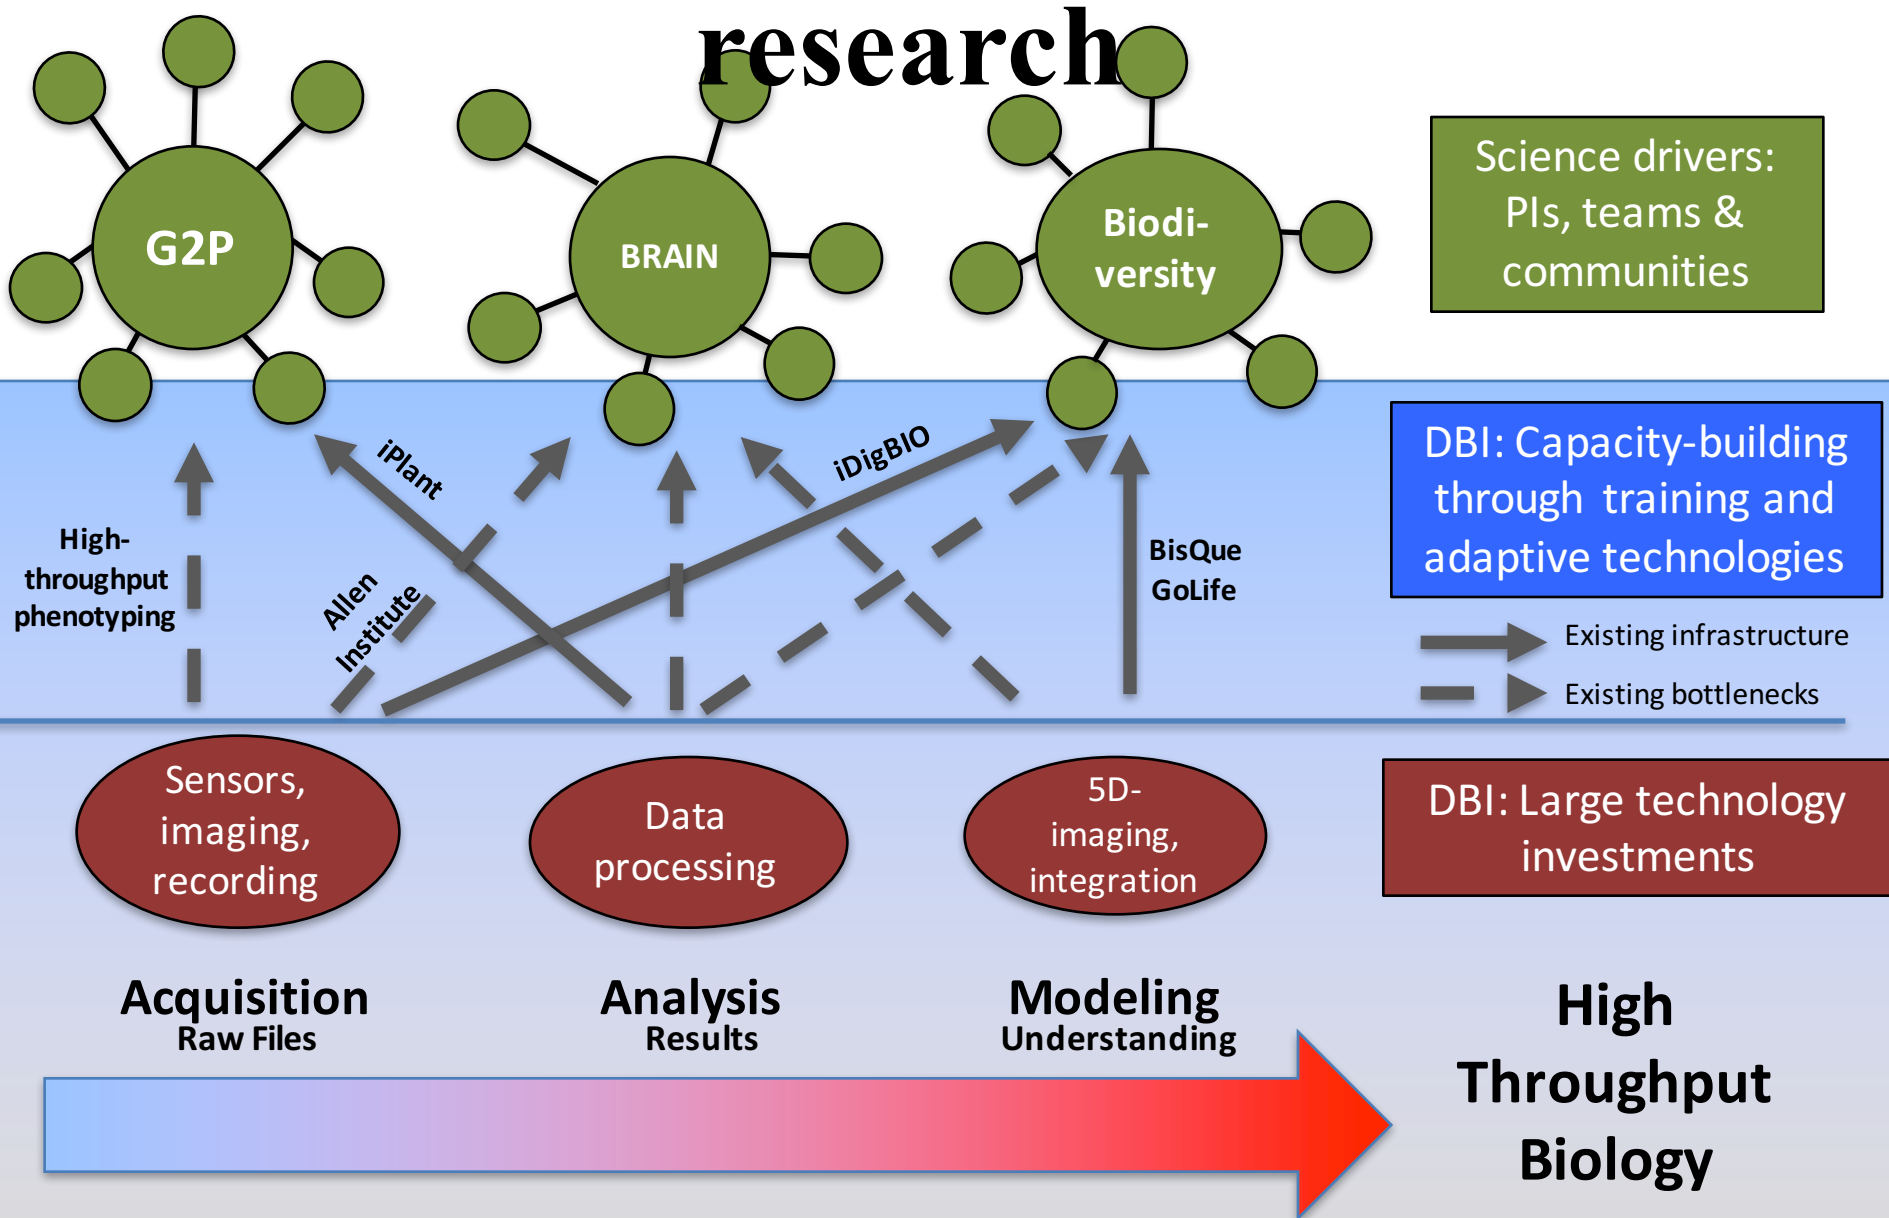 research
G2P
BRAIN
Biodi-
versity
Science drivers:
PIs, teams &
communities
iPlant
iDigBIO
High-
throughput
phenotyping
Allen
Institute
BisQue
GoLife
DBI: Capacity-building
through training and
adaptive technologies
Existing infrastructure
Existing bottlenecks
Sensors,
imaging,
recording
Data
processing
5D-
imaging,
integration
DBI: Large technology
investments
Acquisition
Raw Files
Analysis
Results
Modeling
Understanding
High
Throughput
Biology